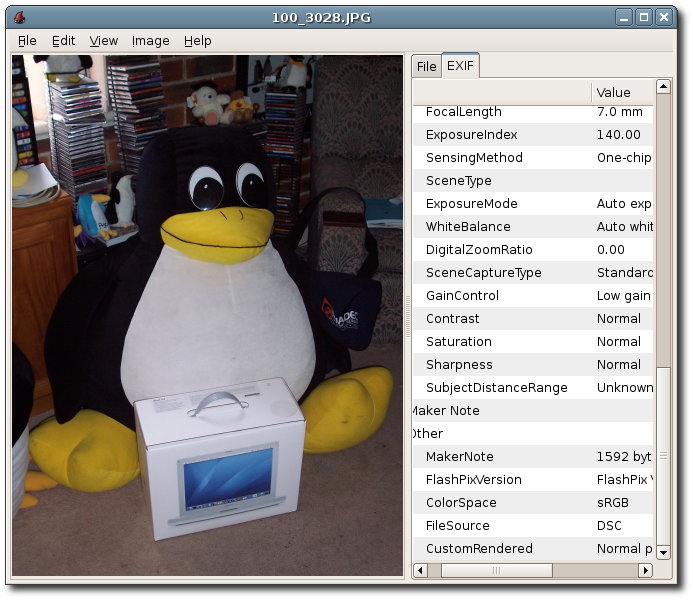 100_3028.JPG
File Edit View Image Help
File EXIF
Value
FocalLength 7.0 mm
ExposureIndex 140.00
SensingMethod One-chip
SceneType
ExposureMode Auto exp
WhiteBalance Auto whit
DigitalZoomRatio 0.00
SceneCaptureType Standard
GainControl Low gain
Contrast Normal
Saturation Normal
Sharpness Normal
SubjectDistanceRange Unknown
Maker Note
Other
MakerNote 1592 byt
FlashPixVersion FlashPix V
ColorSpace sRGB
FileSource DSC
CustomRendered Normal p